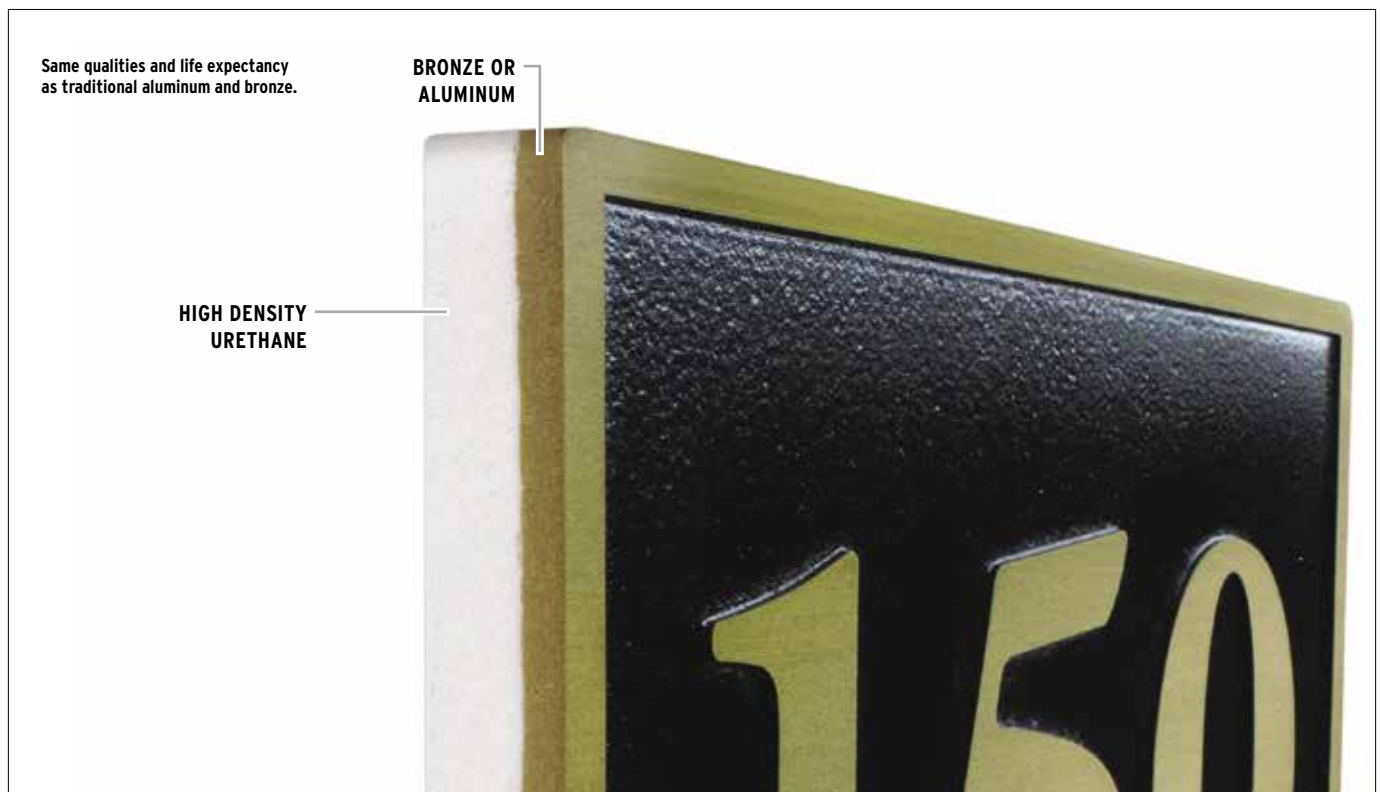 Same qualities and life expectancy
as traditional aluminum and bronze.
BRONZE OR
ALUMINUM
HIGH DENSITY
URETHANE
150